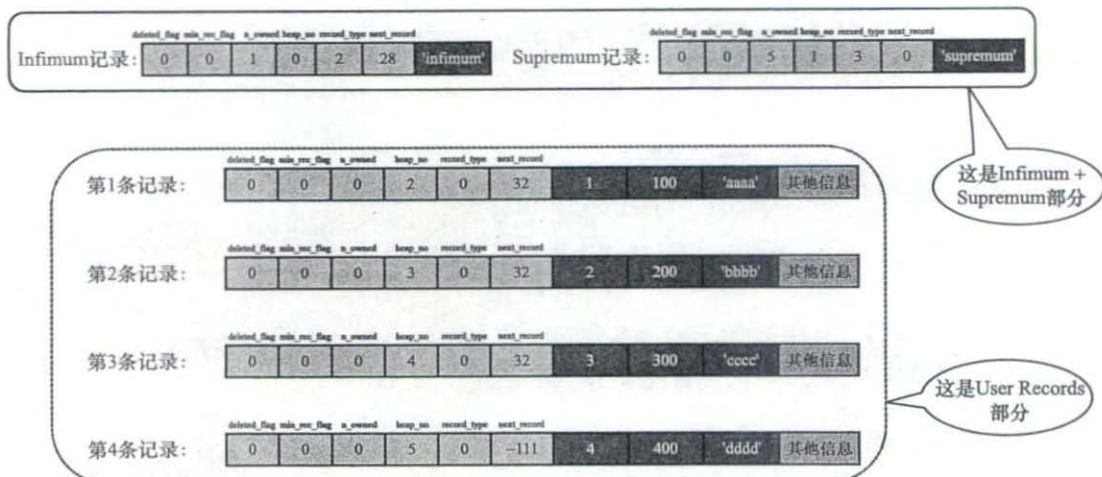 deleted_flag min_rec_flag n_owned heap_no record_type next_record
Infimum记录: 0 0 1 0 2 28 'infimum'
deleted_flag min_rec_flag n_owned heap_no record_type next_record
Supremum记录: 0 0 5 1 3 0 'supremum'
这是Infimum +
Supremum部分
deleted_flag min_rec_flag n_owned heap_no record_type next_record
第1条记录: 0 0 0 2 0 32 1 100 'aaaa' 其他信息
deleted_flag min_rec_flag n_owned heap_no record_type next_record
第2条记录: 0 0 0 3 0 32 2 200 'bbbb' 其他信息
deleted_flag min_rec_flag n_owned heap_no record_type next_record
第3条记录: 0 0 0 4 0 32 3 300 'cccc' 其他信息
这是User Records
部分
deleted_flag min_rec_flag n_owned heap_no record_type next_record
第4条记录: 0 0 0 5 0 -111 4 400 'dddd' 其他信息